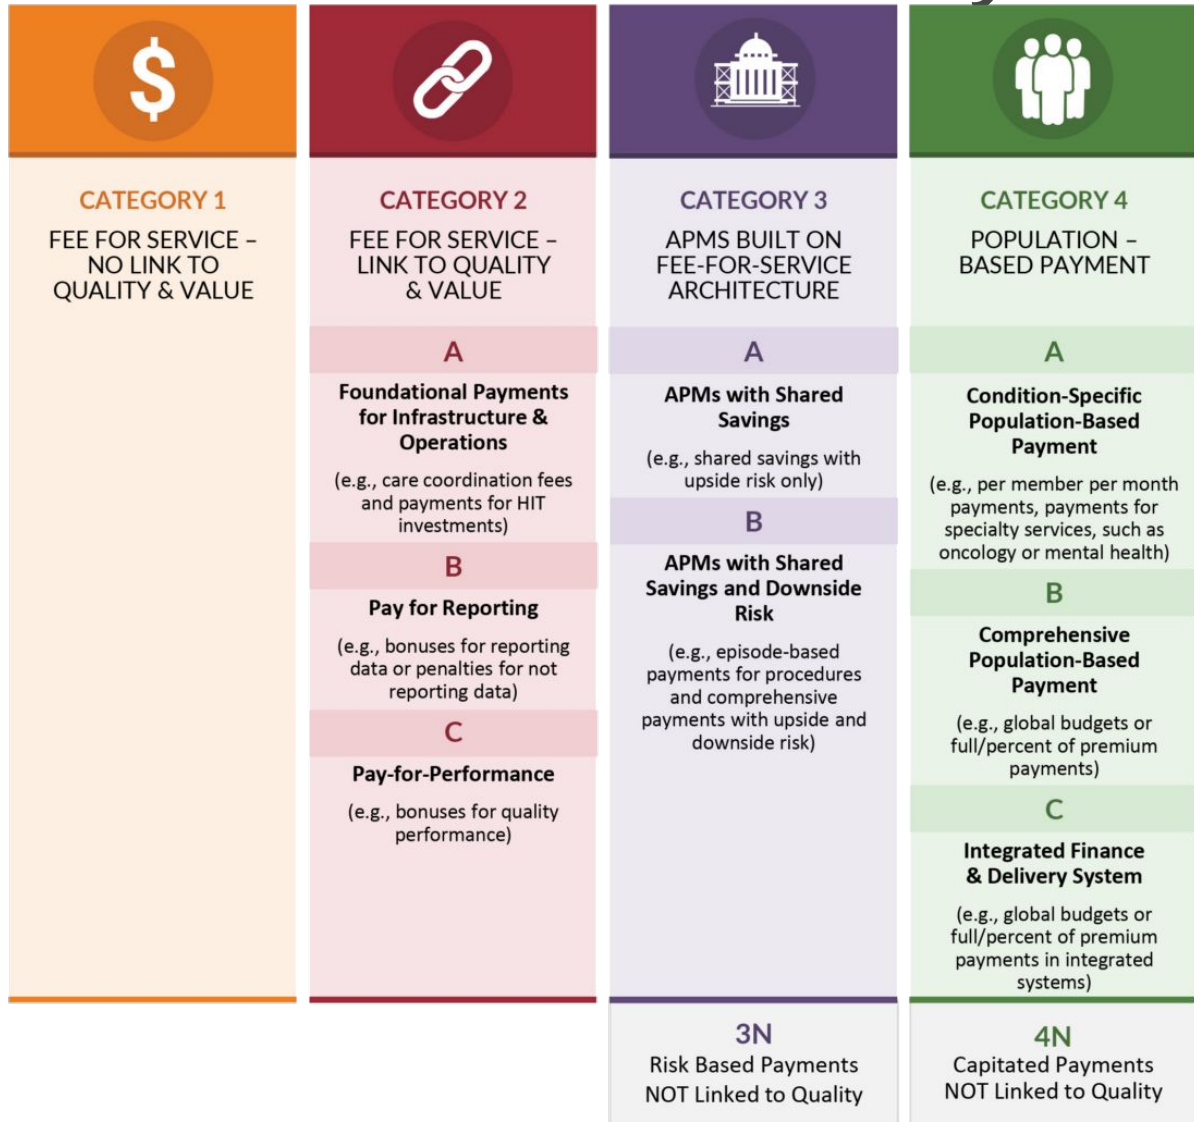 $
CATEGORY 1
FEE FOR SERVICE –
NO LINK TO
QUALITY & VALUE
CATEGORY 2
FEE FOR SERVICE –
LINK TO QUALITY
& VALUE
A
Foundational Payments
for Infrastructure &
Operations
(e.g., care coordination fees
and payments for HIT
investments)
B
Pay for Reporting
(e.g., bonuses for reporting
data or penalties for not
reporting data)
C
Pay-for-Performance
(e.g., bonuses for quality
performance)
CATEGORY 3
APMS BUILT ON
FEE-FOR-SERVICE
ARCHITECTURE
A
APMs with Shared
Savings
(e.g., shared savings with
upside risk only)
B
APMs with Shared
Savings and Downside
Risk
(e.g., episode-based
payments for procedures
and comprehensive
payments with upside and
downside risk)
3N
Risk Based Payments
NOT Linked to Quality
CATEGORY 4
POPULATION –
BASED PAYMENT
A
Condition-Specific
Population-Based
Payment
(e.g., per member per month
payments, payments for
specialty services, such as
oncology or mental health)
B
Comprehensive
Population-Based
Payment
(e.g., global budgets or
full/percent of premium
payments)
C
Integrated Finance
& Delivery System
(e.g., global budgets or
full/percent of premium
payments in integrated
systems)
4N
Capitated Payments
NOT Linked to Quality